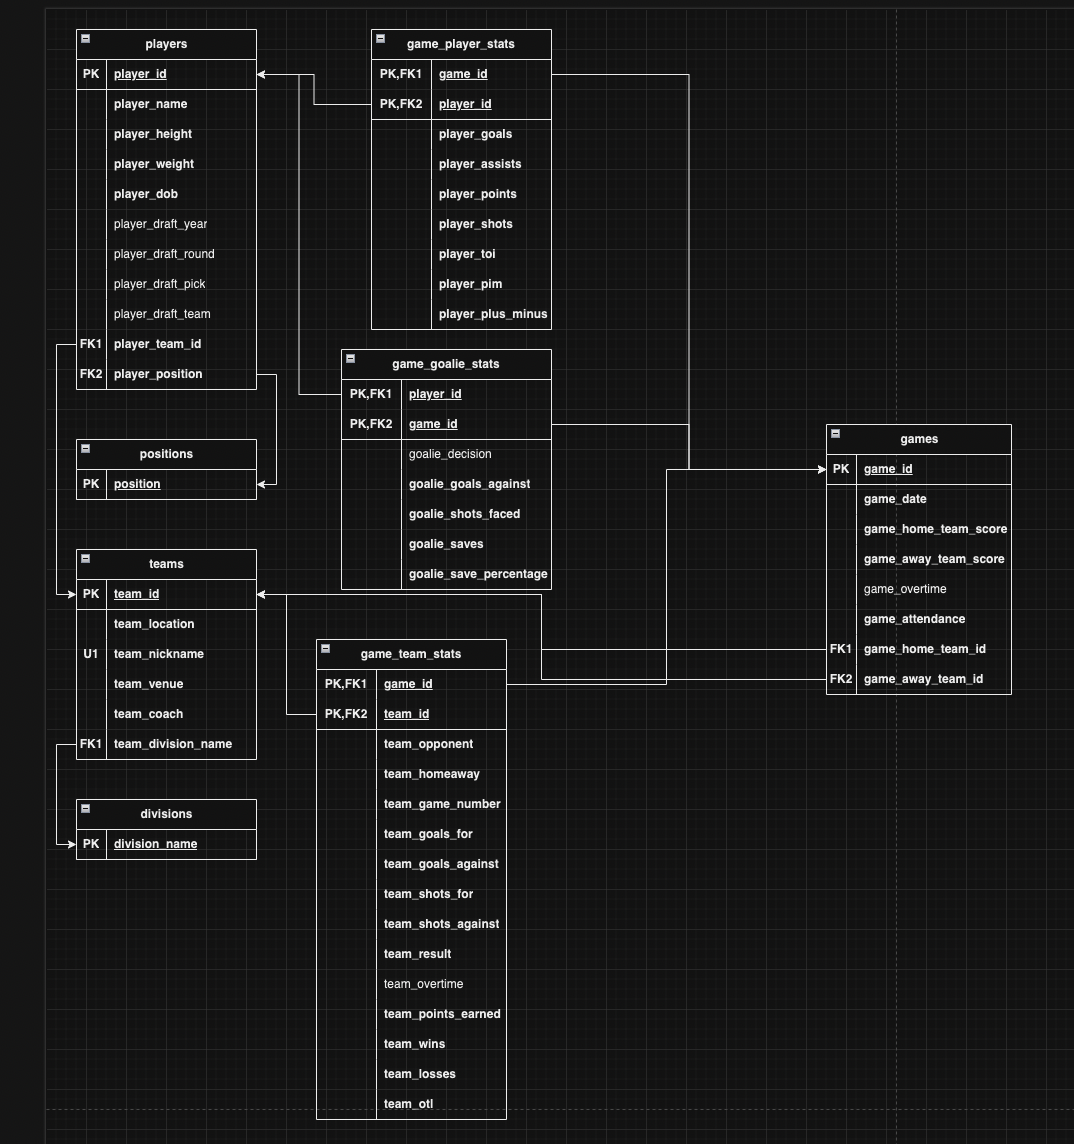 players
PK player_id
player_name
player_height
player_weight
player_dob
player_draft_year
player_draft_round
player_draft_pick
player_draft_team
FK1 player_team_id
FK2 player_position
positions
PK position
teams
PK team_id
team_location
U1 team_nickname
team_venue
team_coach
FK1 team_division_name
divisions
PK division_name
game_player_stats
PK,FK1 game_id
PK,FK2 player_id
player_goals
player_assists
player_points
player_shots
player_toi
player_pim
player_plus_minus
game_goalie_stats
PK,FK1 player_id
PK,FK2 game_id
goalie_decision
goalie_goals_against
goalie_shots_faced
goalie_saves
goalie_save_percentage
game_team_stats
PK,FK1 game_id
PK,FK2 team_id
team_opponent
team_homeaway
team_game_number
team_goals_for
team_goals_against
team_shots_for
team_shots_against
team_result
team_overtime
team_points_earned
team_wins
team_losses
team_otl
games
PK game_id
game_date
game_home_team_score
game_away_team_score
game_overtime
game_attendance
FK1 game_home_team_id
FK2 game_away_team_id